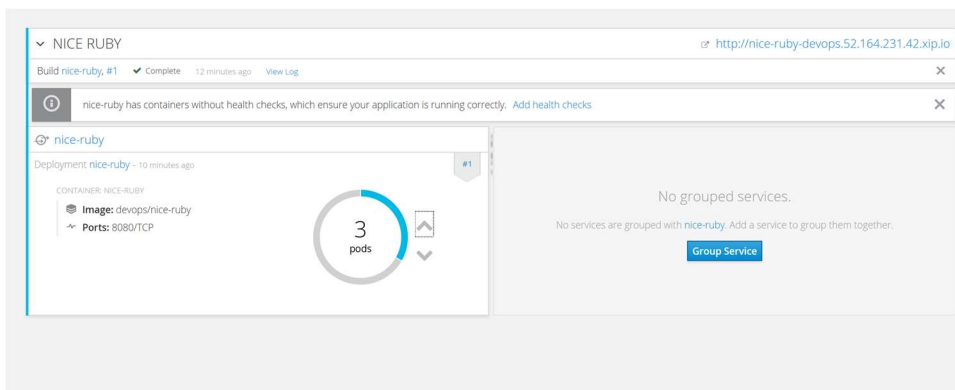 NICE RUBY
http://nice-ruby-devops.52.164.231.42.xip.io
Build nice-ruby, #1 Complete 12 minutes ago View Log
nice-ruby has containers without health checks, which ensure your application is running correctly. Add health checks
nice-ruby
Deployment nice-ruby – 10 minutes ago
#1
CONTAINER: NICE-RUBY
Image: devops/nice-ruby
Ports: 8080/TCP
3
pods
No grouped services.
No services are grouped with nice-ruby. Add a service to group them together.
Group Service